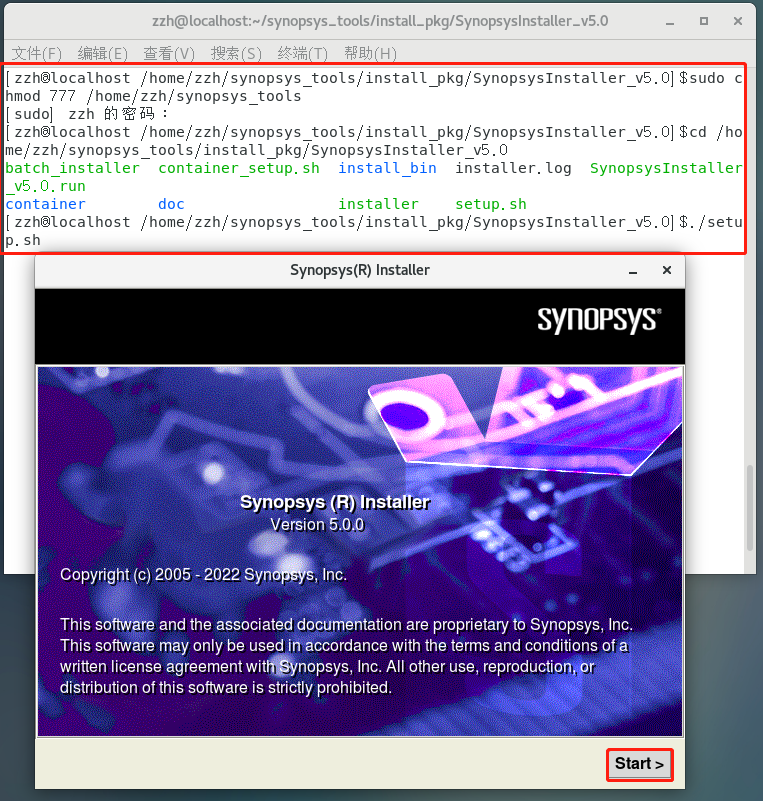 zzh@localhost:~/synopsys_tools/install_pkg/SynopsysInstaller_v5.0
文件(F) 编辑(E) 查看(V) 搜索(S) 终端(T) 帮助(H)
[zzh@localhost /home/zzh/synopsys_tools/install_pkg/SynopsysInstaller_v5.0]$sudo c
hmod 777 /home/zzh/synopsys_tools
[sudo] zzh 的密码：
[zzh@localhost /home/zzh/synopsys_tools/install_pkg/SynopsysInstaller_v5.0]$cd /ho
me/zzh/synopsys_tools/install_pkg/SynopsysInstaller_v5.0
batch_installer container_setup.sh install_bin installer.log SynopsysInstaller
_v5.0.run
container doc installer setup.sh
[zzh@localhost /home/zzh/synopsys_tools/install_pkg/SynopsysInstaller_v5.0]$./setu
p.sh
Synopsys(R) Installer
SYNOPSYS®
Synopsys (R) Installer
Version 5.0.0
Copyright (c) 2005 - 2022 Synopsys, Inc.
This software and the associated documentation are proprietary to Synopsys, Inc.
This software may only be used in accordance with the terms and conditions of a
written license agreement with Synopsys, Inc. All other use, reproduction, or
distribution of this software is strictly prohibited.
Start >